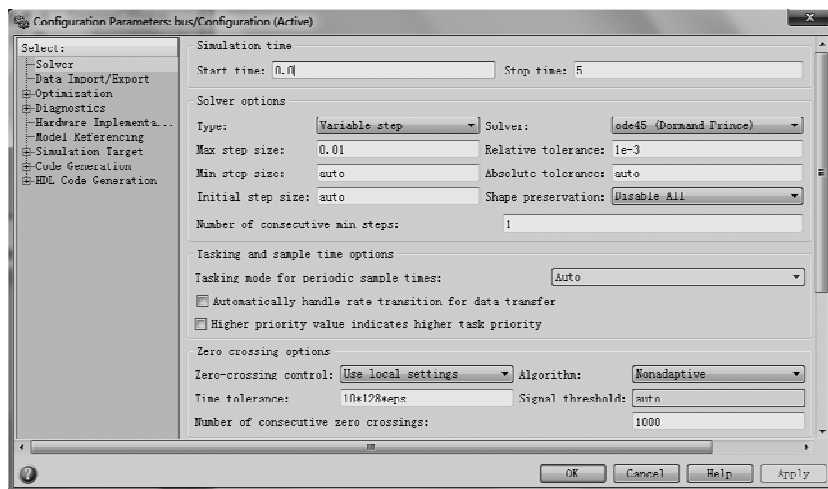 Configuration Parameters: bus/Configuration (Active)
Select:
Solver
Data Import/Export
Optimization
Diagnostics
Hardware Implementa...
Model Referencing
Simulation Target
Code Generation
HDL Code Generation
Simulation time
Start time: 0.0
Stop time: 5
Solver options
Type: Variable step
Solver: ode45 (Dormand Prince)
Max step size: 0.01
Relative tolerance: 1e-3
Min step size: auto
Absolute tolerance: auto
Initial step size: auto
Shape preservation: Disable All
Number of consecutive min steps: 1
Tasking and sample time options
Tasking mode for periodic sample times: Auto
Automatically handle rate transition for data transfer
Higher priority value indicates higher task priority
Zero crossing options
Zero-crossing control: Use local settings
Algorithm: Nonadaptive
Time tolerance: 10*128*eps
Signal threshold: auto
Number of consecutive zero crossings: 1000
OK
Cancel
Help
Apply